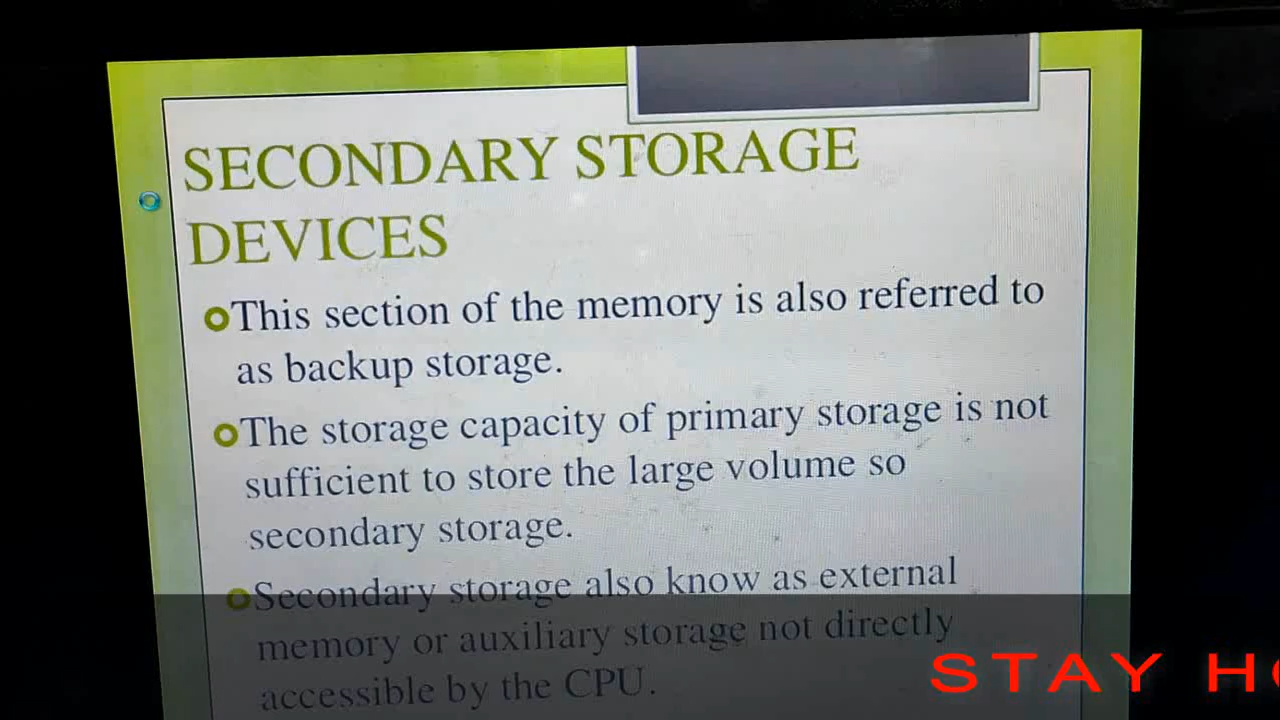 SECONDARY STORAGE
DEVICES
This section of the memory is also referred to
as backup storage.
The storage capacity of primary storage is not
sufficient to store the large volume so
secondary storage.
Secondary storage also know as external
memory or auxiliary storage not directly
accessible by the CPU.
STAY HO